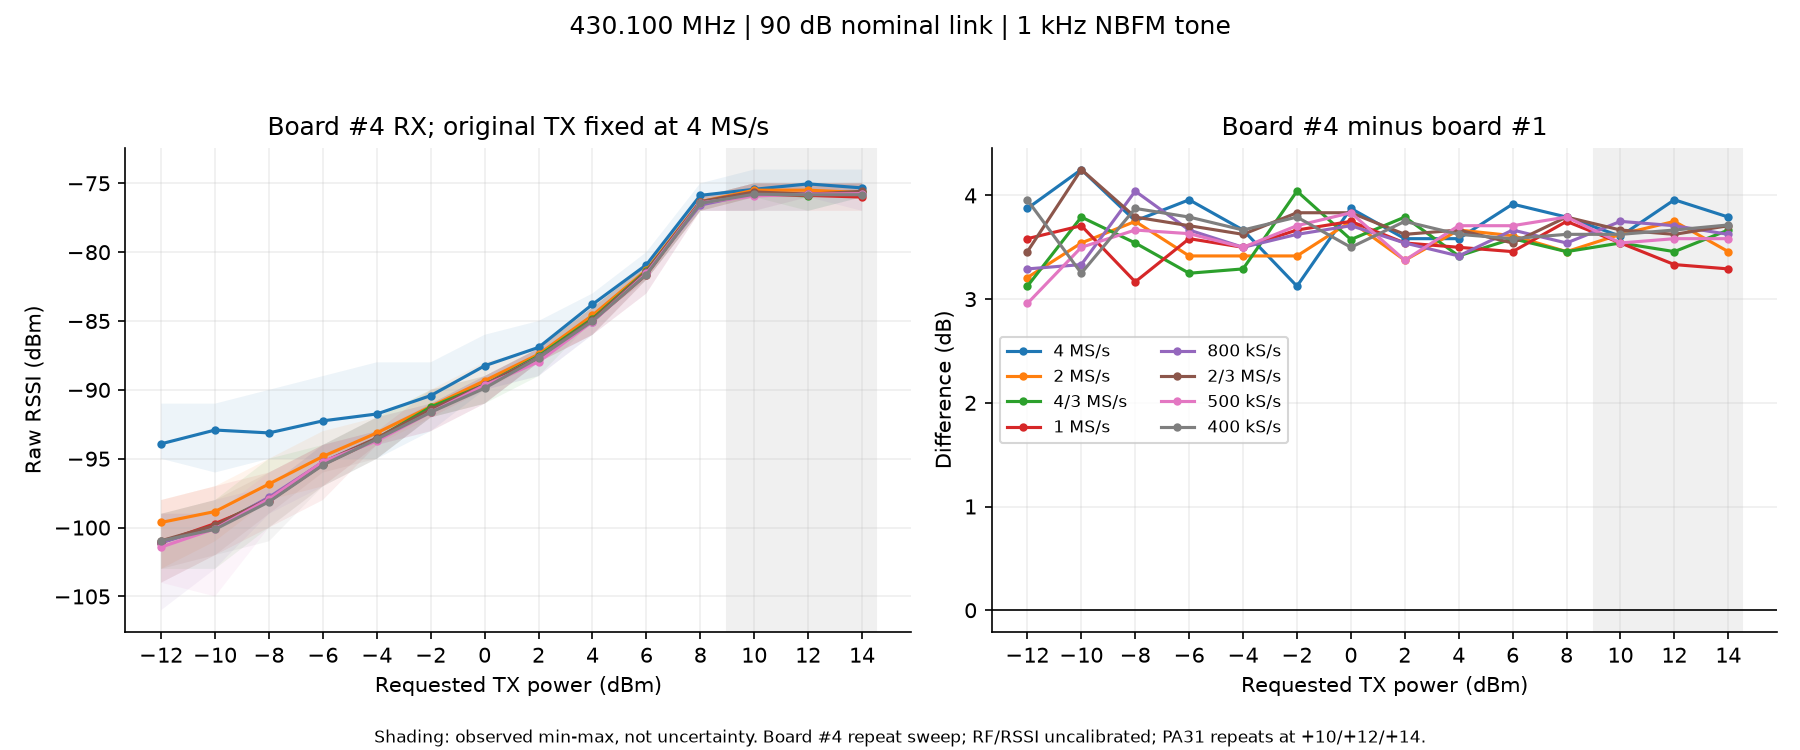 430.100 MHz | 90 dB nominal link | 1 kHz NBFM tone
Board #4 RX; original TX fixed at 4 MS/s
Raw RSSI (dBm)
−75
−80
−85
−90
−95
−100
−105
−12 −10 −8 −6 −4 −2 0 2 4 6 8 10 12 14
Requested TX power (dBm)
Board #4 minus board #1
Difference (dB)
4
3
2
1
0
4 MS/s
2 MS/s
4/3 MS/s
1 MS/s
800 kS/s
2/3 MS/s
500 kS/s
400 kS/s
−12 −10 −8 −6 −4 −2 0 2 4 6 8 10 12 14
Requested TX power (dBm)
Shading: observed min-max, not uncertainty. Board #4 repeat sweep; RF/RSSI uncalibrated; PA31 repeats at +10/+12/+14.